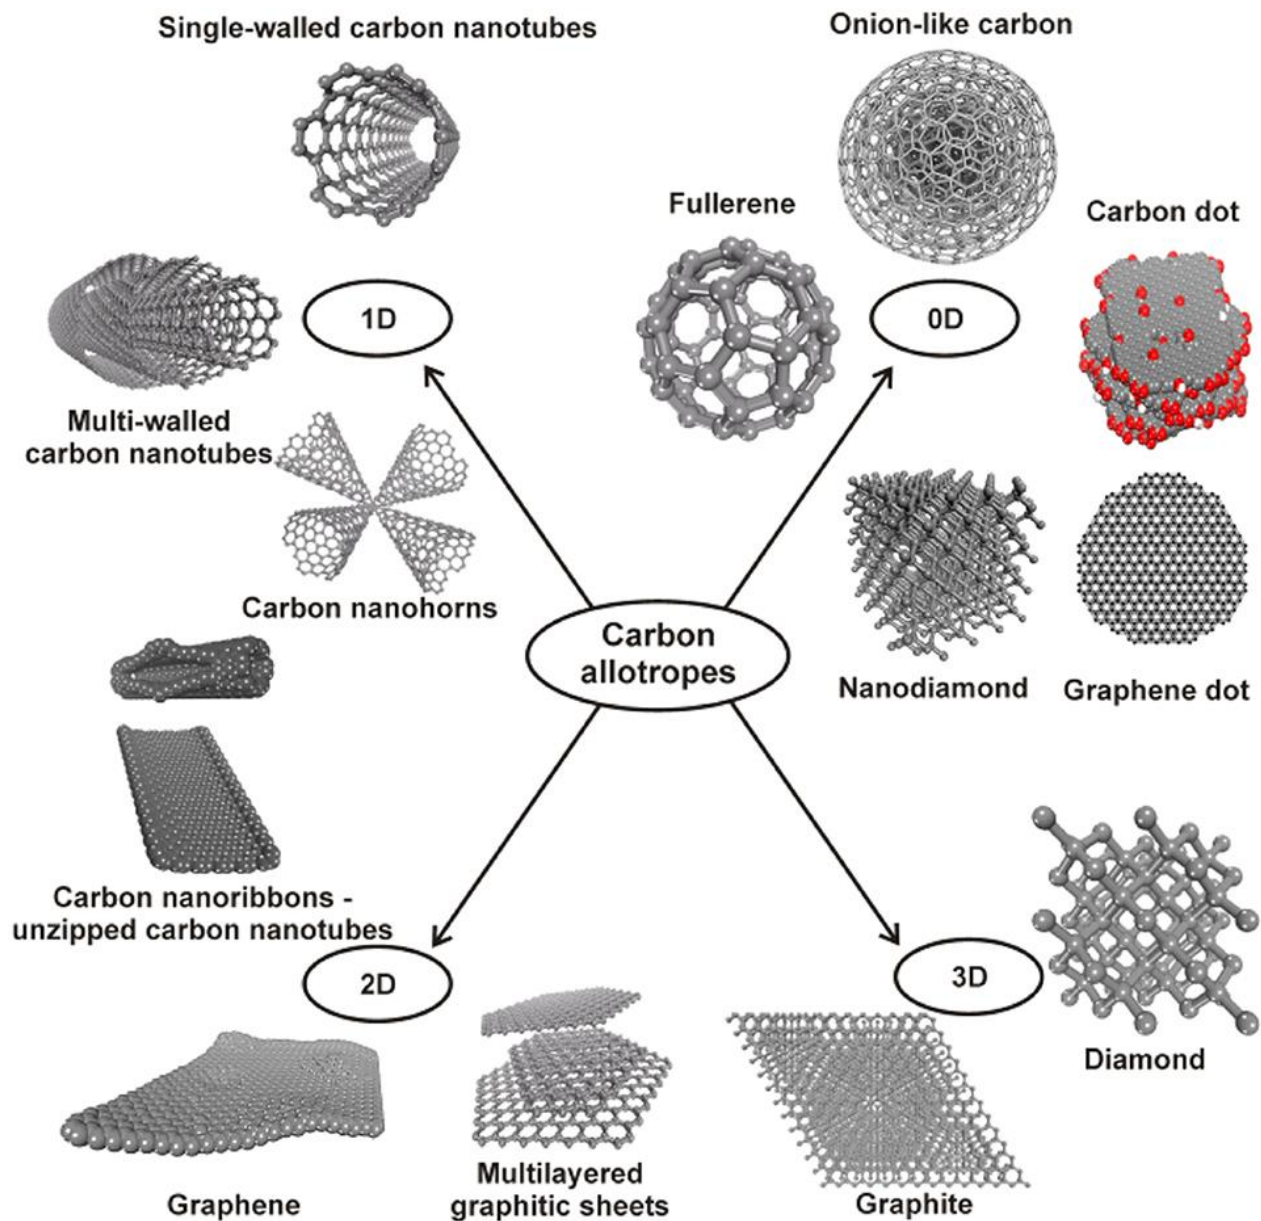 Single-walled carbon nanotubes
Onion-like carbon
Fullerene
Carbon dot
1D
0D
Multi-walled
carbon nanotubes
Carbon nanohorns
Carbon
allotropes
Nanodiamond
Graphene dot
Carbon nanoribbons -
unzipped carbon nanotubes
2D
3D
Diamond
Graphene
Multilayered
graphitic sheets
Graphite